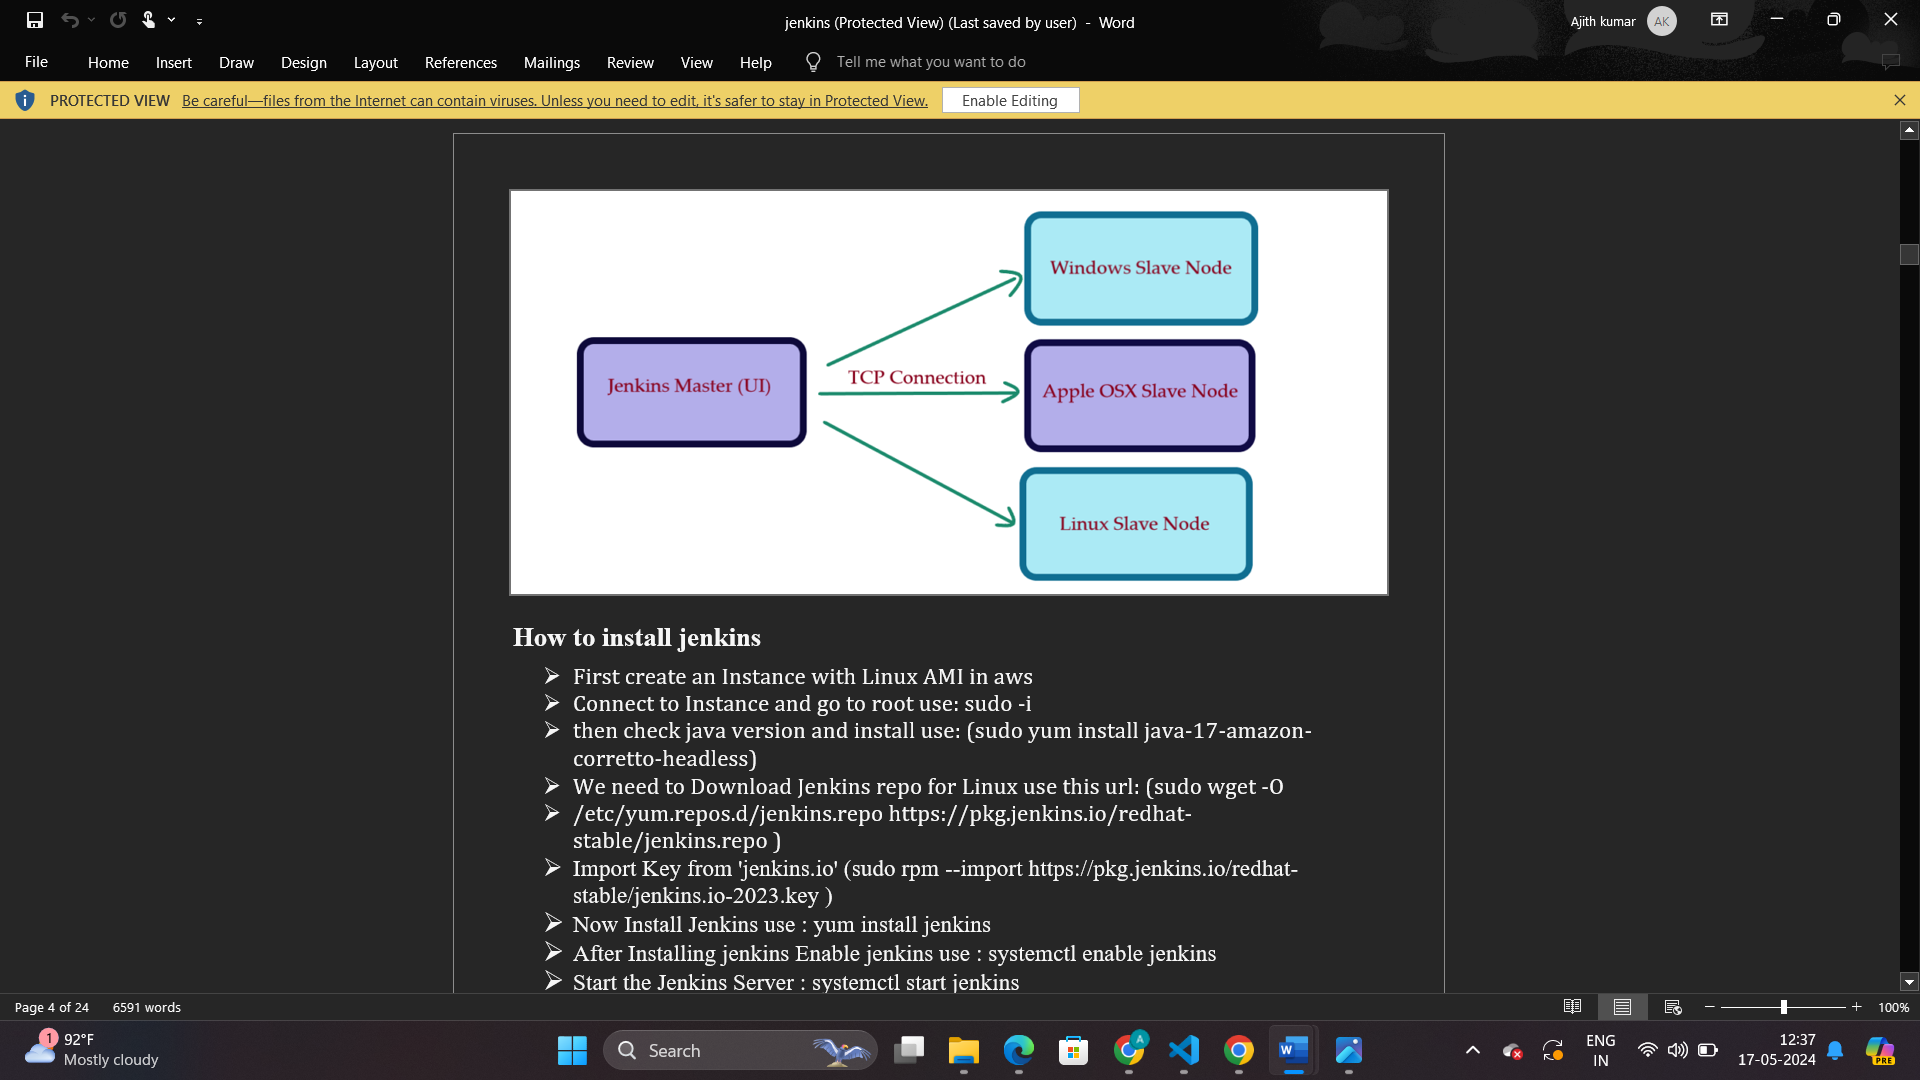 jenkins (Protected View) (Last saved by user) - Word
Ajith kumar
AK
File
Home
Insert
Draw
Design
Layout
References
Mailings
Review
View
Help
Tell me what you want to do
PROTECTED VIEW
Be careful—files from the Internet can contain viruses. Unless you need to edit, it's safer to stay in Protected View.
Enable Editing
Windows Slave Node
Jenkins Master (UI)
TCP Connection
Apple OSX Slave Node
Linux Slave Node
How to install jenkins
First create an Instance with Linux AMI in aws
Connect to Instance and go to root use: sudo -i
then check java version and install use: (sudo yum install java-17-amazon-
corretto-headless)
We need to Download Jenkins repo for Linux use this url: (sudo wget -O
/etc/yum.repos.d/jenkins.repo https://pkg.jenkins.io/redhat-
stable/jenkins.repo )
Import Key from 'jenkins.io' (sudo rpm --import https://pkg.jenkins.io/redhat-
stable/jenkins.io-2023.key )
Now Install Jenkins use : yum install jenkins
After Installing jenkins Enable jenkins use : systemctl enable jenkins
Start the Jenkins Server : systemctl start jenkins
Page 4 of 24
6591 words
100%
1
92°F
Mostly cloudy
Search
A
W
ENG
IN
12:37
17-05-2024
PRE